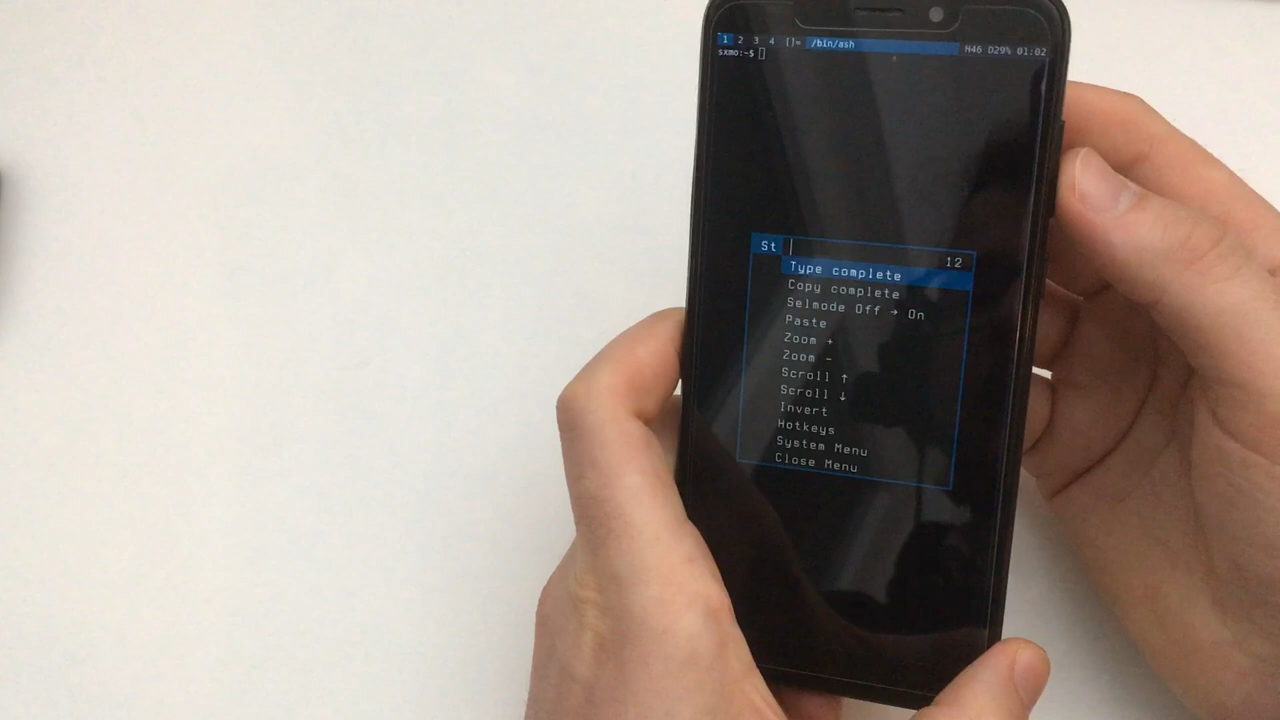 1 2 3 4 []= /bin/ash H46 D29% 01:02
sxmo:~$
St
12
Type complete
Copy complete
Selmode Off → On
Paste
Zoom +
Zoom -
Scroll ↑
Scroll ↓
Invert
Hotkeys
System Menu
Close Menu